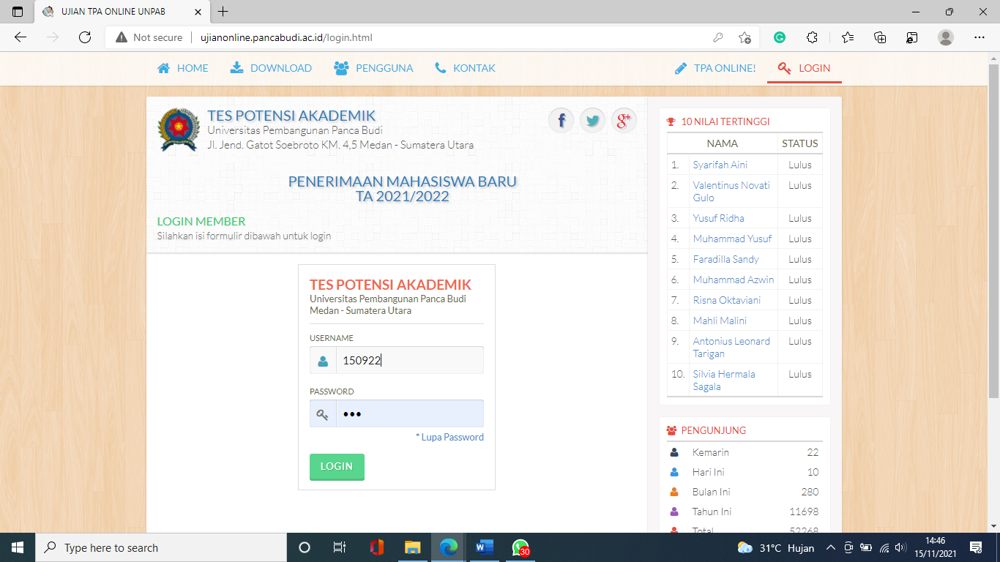 UJIAN TPA ONLINE UNPAB
Not secure
ujianonline.pancabudi.ac.id/login.html
HOME
DOWNLOAD
PENGGUNA
KONTAK
TPA ONLINE!
LOGIN
TES POTENSI AKADEMIK
Universitas Pembangunan Panca Budi
Jl. Jend. Gatot Soebroto KM. 4,5 Medan - Sumatera Utara
PENERIMAAN MAHASISWA BARU
TA 2021/2022
LOGIN MEMBER
Silahkan isi formulir dibawah untuk login
TES POTENSI AKADEMIK
Universitas Pembangunan Panca Budi
Medan - Sumatera Utara
USERNAME
150922
PASSWORD
•••
* Lupa Password
LOGIN
10 NILAI TERTINGGI
NAMA STATUS
1. Syarifah Aini Lulus
2. Valentinus Novati Lulus
Gulo
3. Yusuf Ridha Lulus
4. Muhammad Yusuf Lulus
5. Faradilla Sandy Lulus
6. Muhammad Azwin Lulus
7. Risna Oktaviani Lulus
8. Mahli Malini Lulus
9. Antonius Leonard Lulus
Tarigan
10. Silvia Hermala Lulus
Sagala
PENGUNJUNG
Kemarin 22
Hari Ini 10
Bulan Ini 280
Tahun Ini 11698
Total 52268
Type here to search
30
31°C Hujan
14:46
15/11/2021